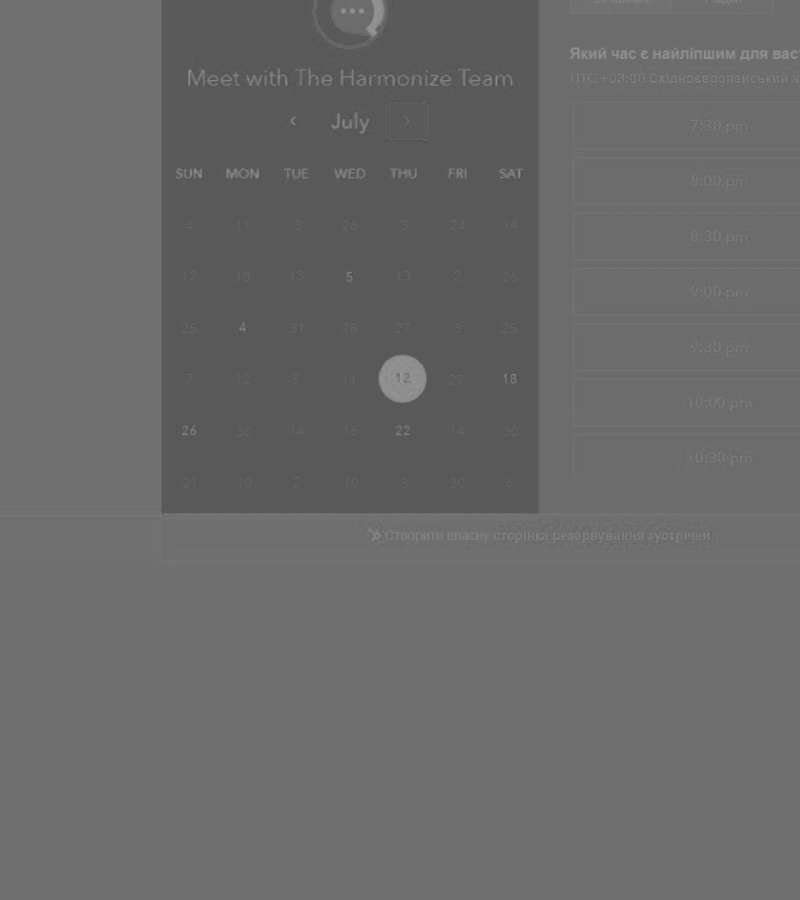 Meet with The Harmonize Team
July
SUN MON TUE WED THU FRI SAT
4 11 3 26 3 24 14
12 18 13 5 13 2 26
25 4 31 28 27 3 25
7 12 5 11 12 27 18
26 30 14 16 22 14 30
21 10 2 10 3 30 6
Який час є найліпшим для вас
UTC +03:00 Східноєвропейський ч
7:30 pm
8:00 pm
8:30 pm
9:00 pm
9:30 pm
10:00 pm
10:30 pm
Створити власну сторінка резервування зустрічей